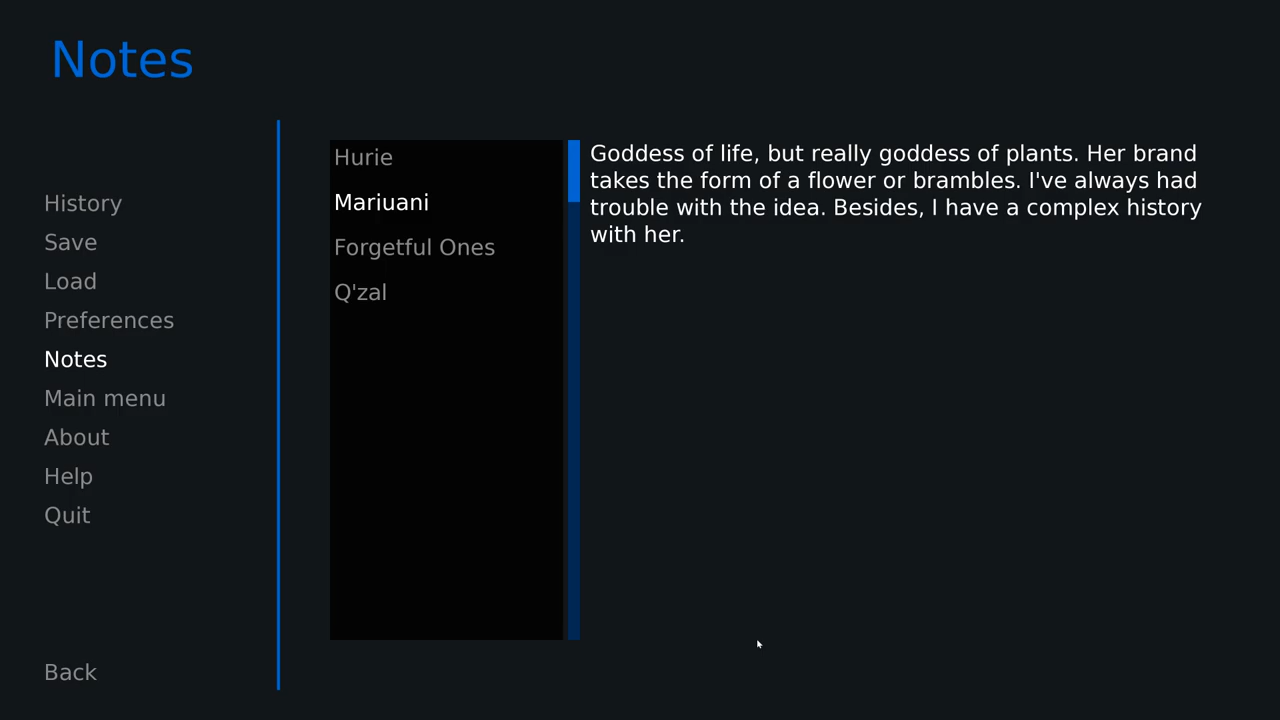 Notes
History
Save
Load
Preferences
Notes
Main menu
About
Help
Quit
Back
Hurie
Mariuani
Forgetful Ones
Q'zal
Goddess of life, but really goddess of plants. Her brand
takes the form of a flower or brambles. I've always had
trouble with the idea. Besides, I have a complex history
with her.